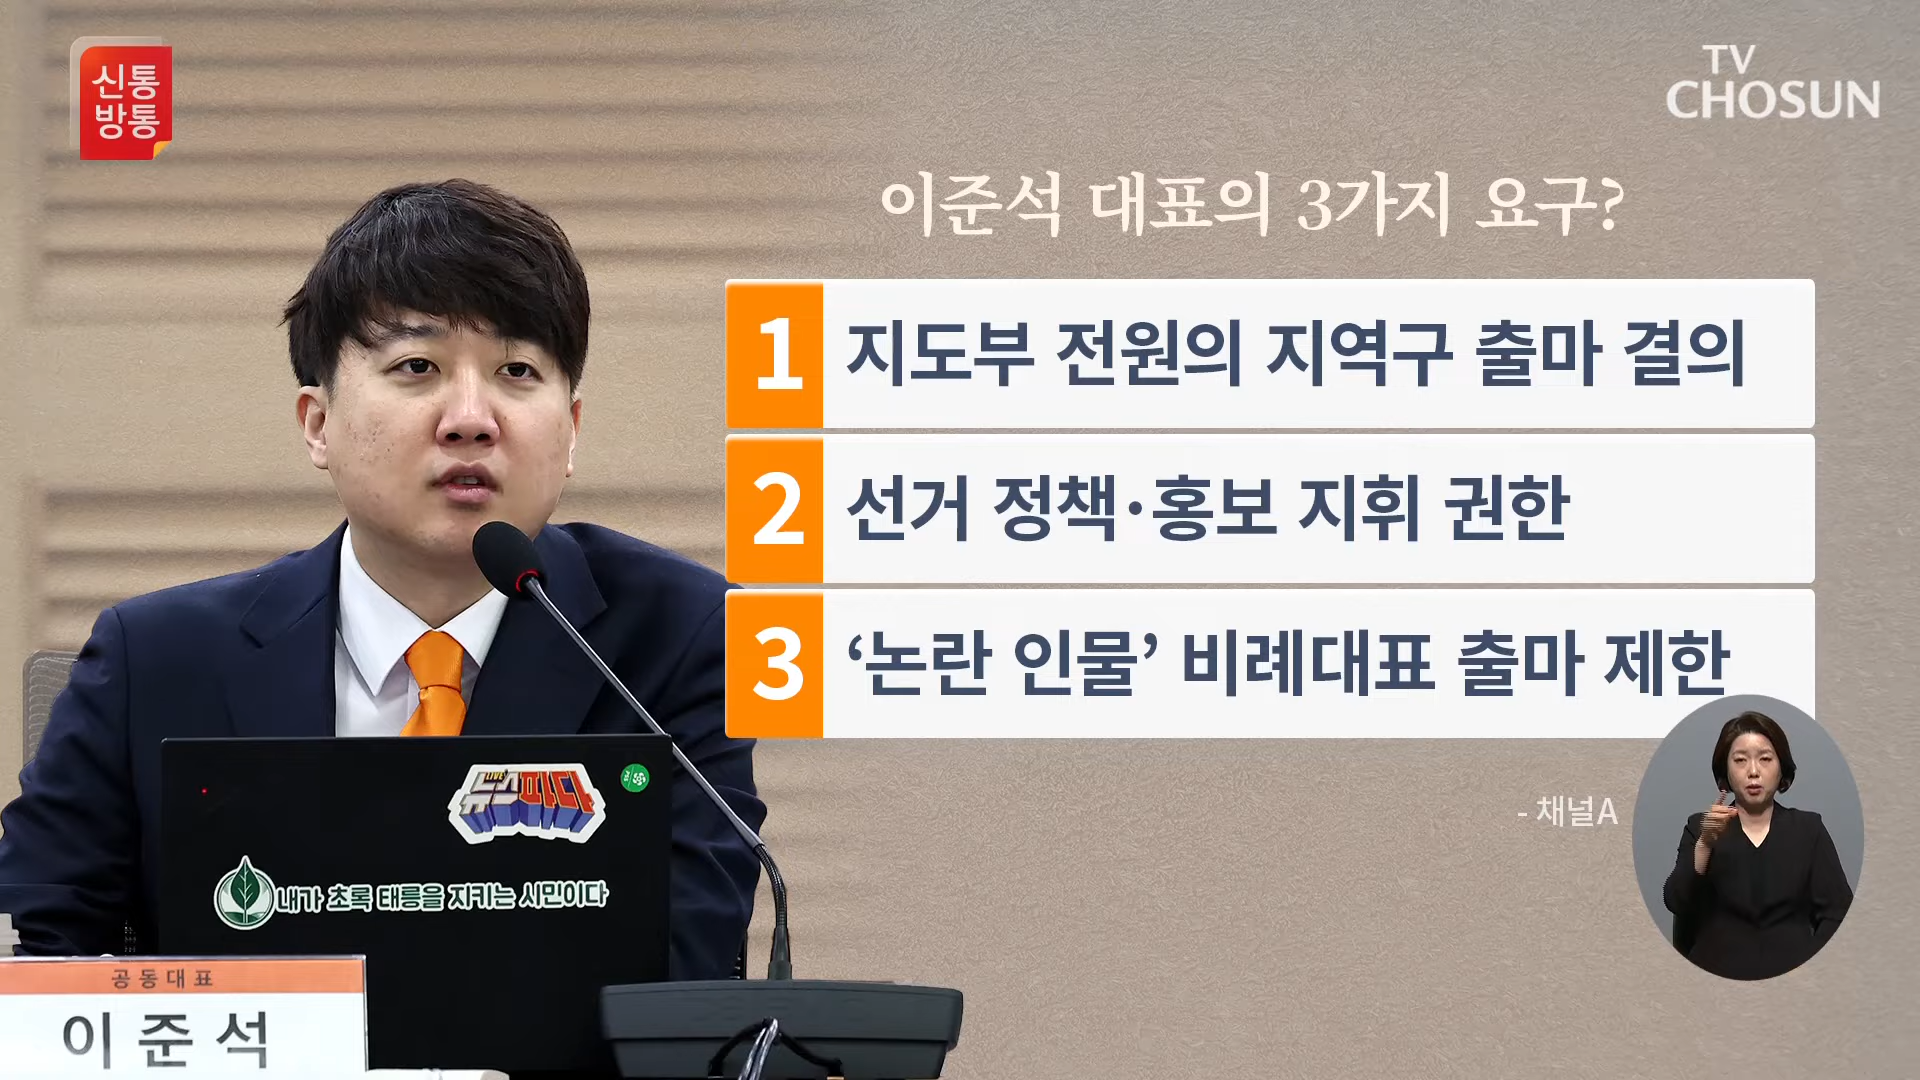 신통
방통
TV
CHOSUN
이준석 대표의 3가지 요구?
1 지도부 전원의 지역구 출마 결의
2 선거 정책·홍보 지휘 권한
3 ‘논란 인물’ 비례대표 출마 제한
- 채널A
LIVE
뉴스파다
내가 초록 태릉을 지키는 시민이다
공동대표
이준석